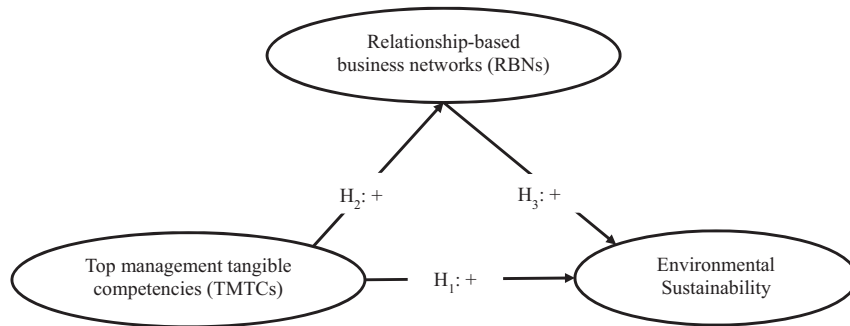 Relationship-based
business networks (RBNs)
H₂: +
H₃: +
Top management tangible
competencies (TMTCs)
H₁: +
Environmental
Sustainability